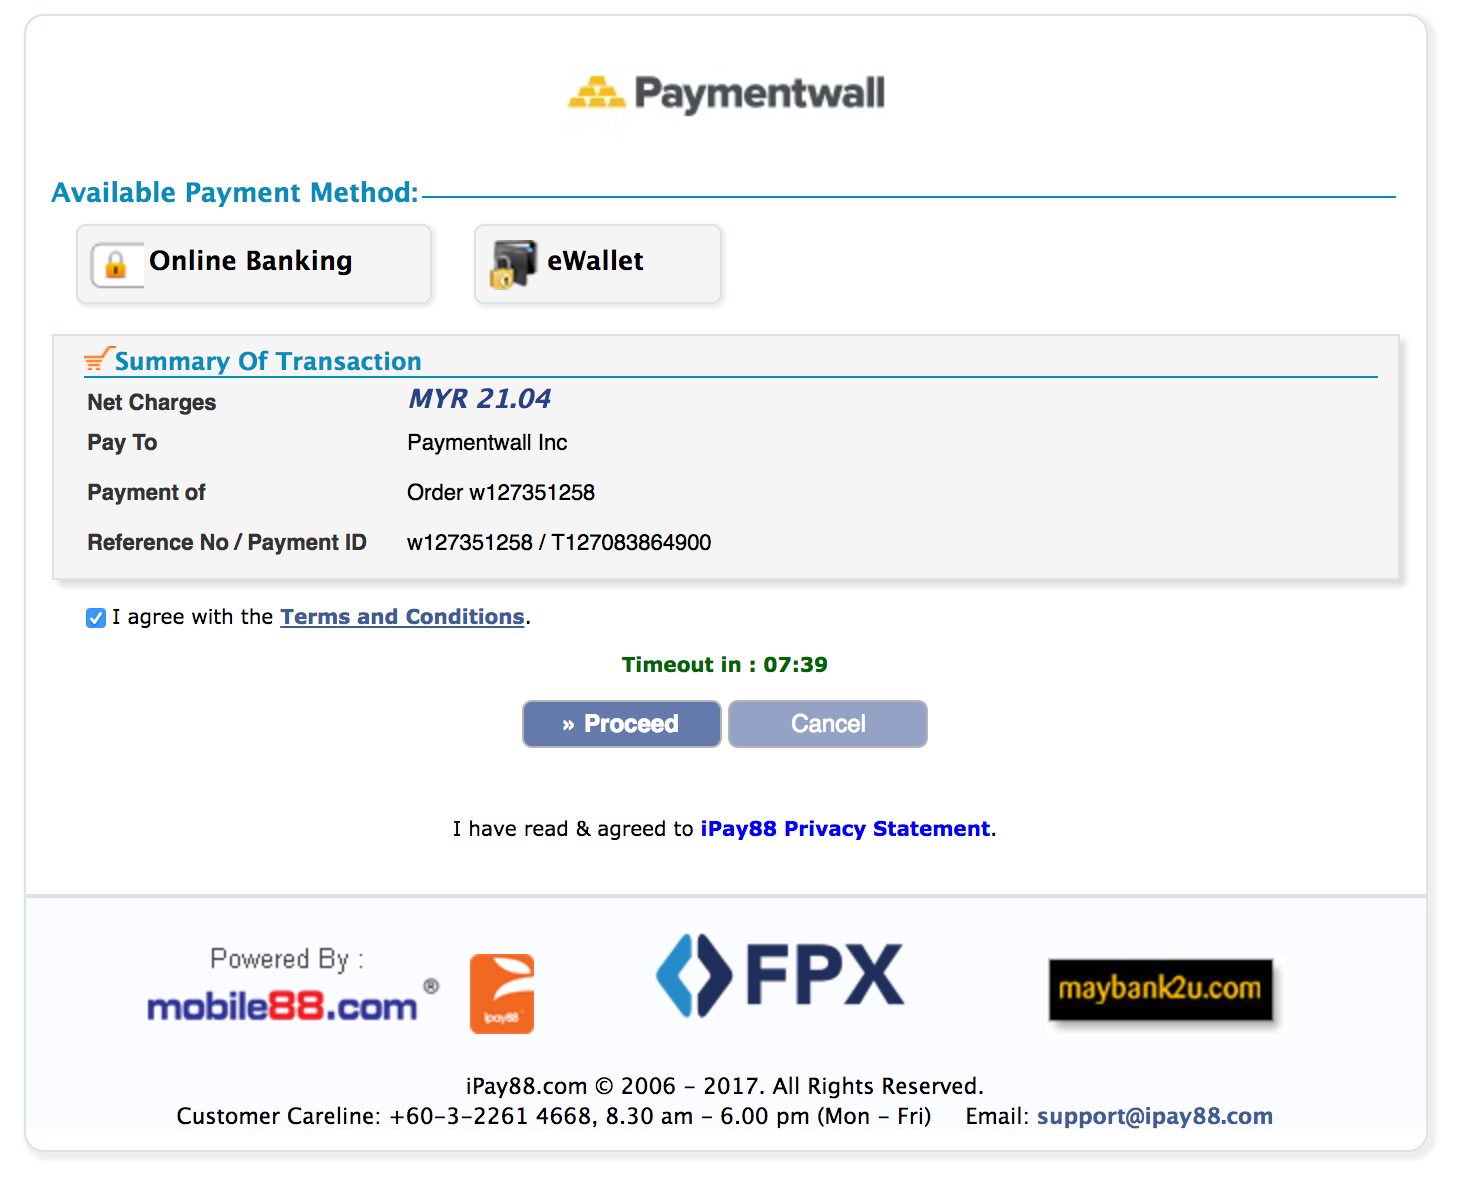 Paymentwall
Available Payment Method:
Online Banking
eWallet
Summary Of Transaction
Net Charges MYR 21.04
Pay To Paymentwall Inc
Payment of Order w127351258
Reference No / Payment ID w127351258 / T127083864900
I agree with the Terms and Conditions.
Timeout in : 07:39
» Proceed
Cancel
I have read & agreed to iPay88 Privacy Statement.
Powered By :
mobile88.com ®
ipay88
FPX
maybank2u.com
iPay88.com © 2006 – 2017. All Rights Reserved.
Customer Careline: +60–3–2261 4668, 8.30 am – 6.00 pm (Mon – Fri) Email: support@ipay88.com